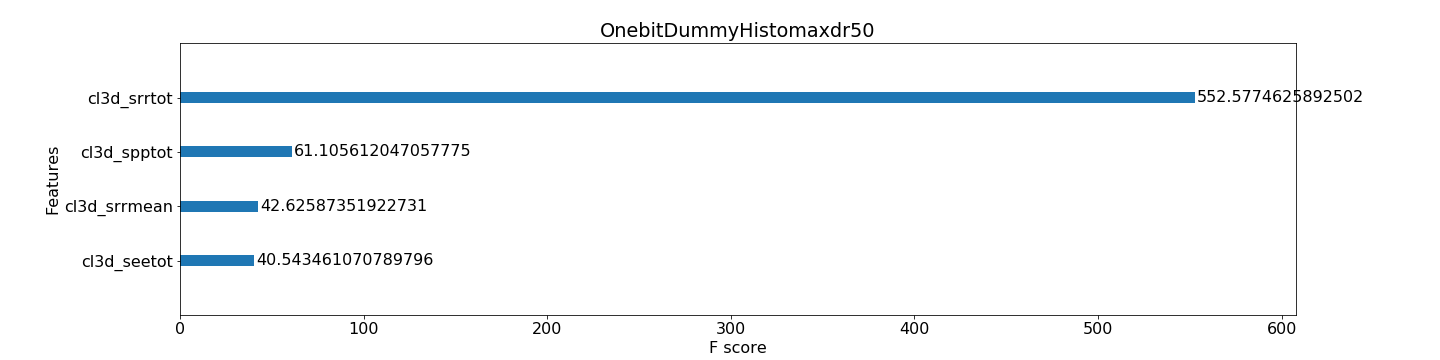 OnebitDummyHistomaxdr50
cl3d_srrtot 552.5774625892502
cl3d_spptot 61.105612047057775
cl3d_srrmean 42.62587351922731
cl3d_seetot 40.543461070789796
Features
0 100 200 300 400 500 600
F score